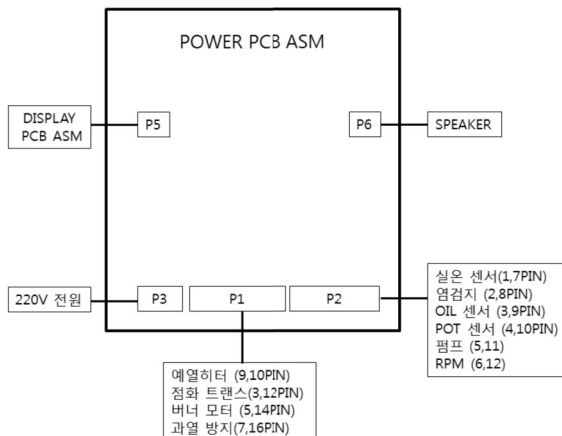 POWER PCB ASM
DISPLAY
PCB ASM
P5
P6
SPEAKER
220V 전원
P3
P1
P2
실온 센서(1,7PIN)
염검지 (2,8PIN)
OIL 센서 (3,9PIN)
POT 센서 (4,10PIN)
펌프 (5,11)
RPM (6,12)
예열히터 (9,10PIN)
점화 트랜스(3,12PIN)
버너 모터 (5,14PIN)
과열 방지(7,16PIN)